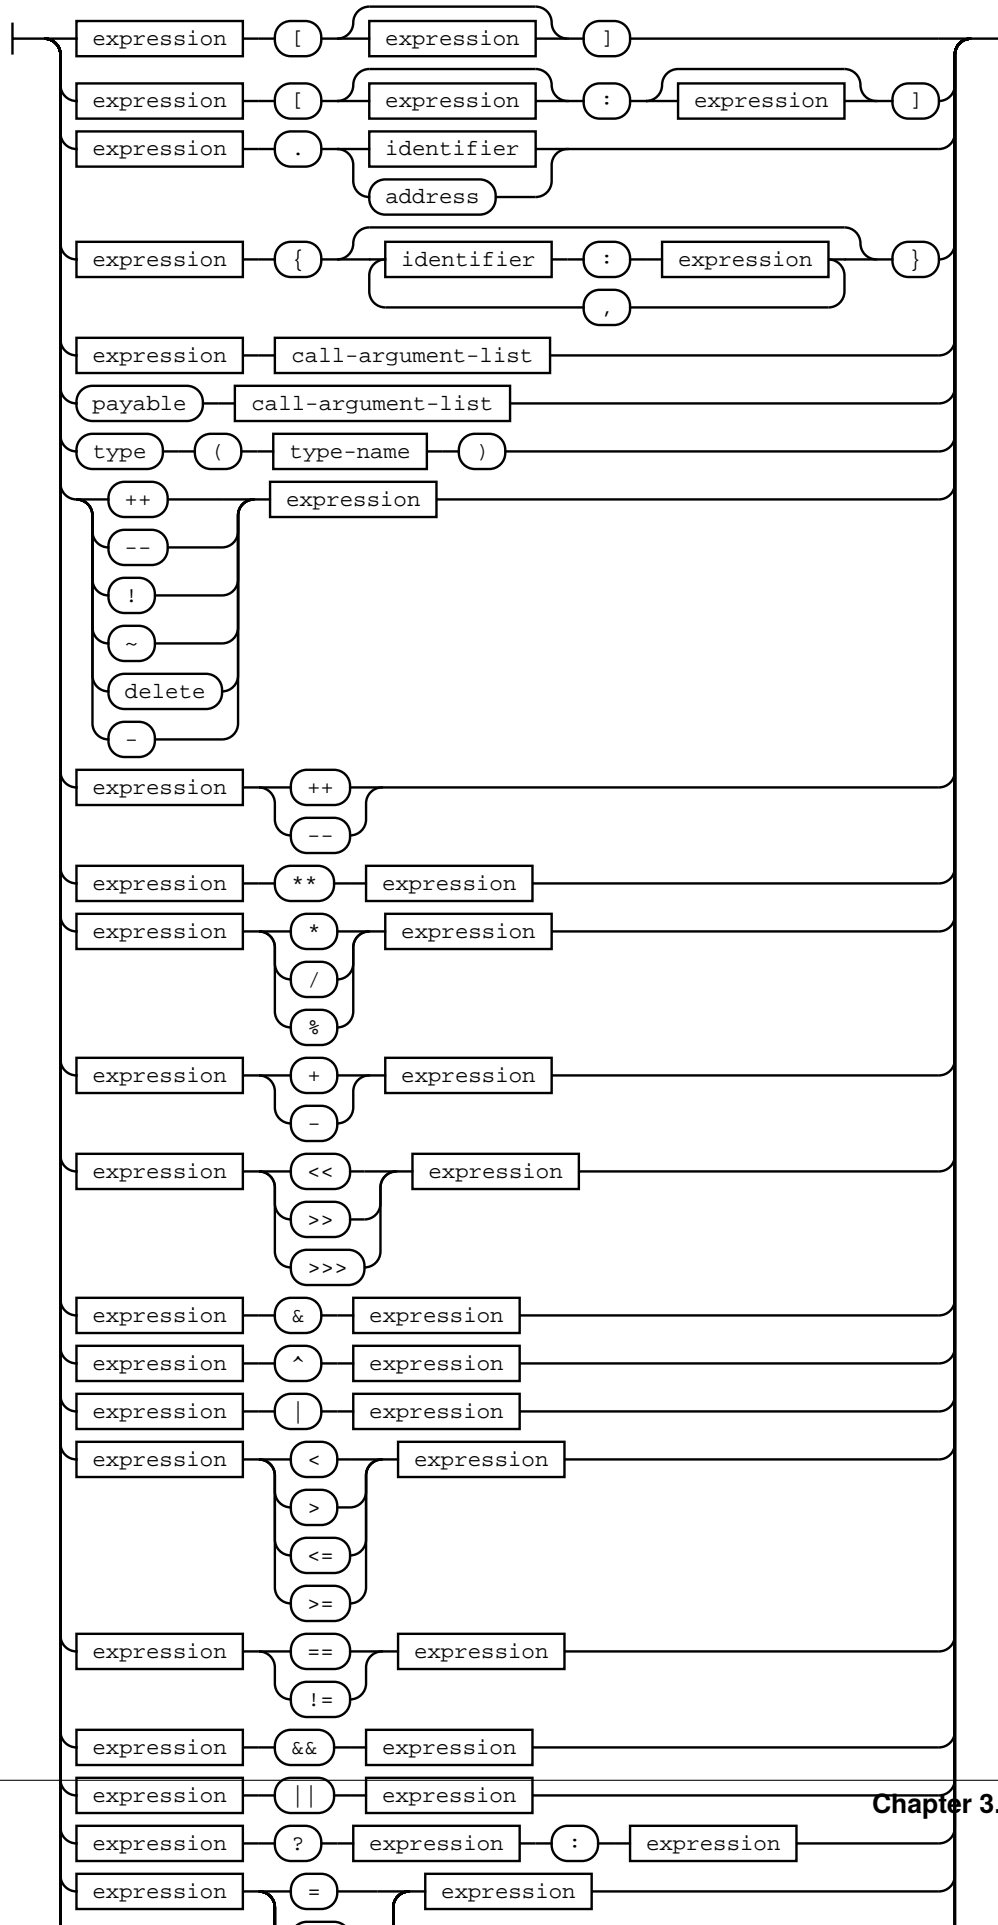 expression [ expression ]
expression [ expression : expression ]
expression . identifier
address
expression { identifier : expression }
,
expression call-argument-list
payable call-argument-list
type ( type-name )
++ expression
--
!
~
delete
-
expression ++
--
expression ** expression
expression * expression
/
%
expression + expression
-
expression << expression
>>
>>>
expression & expression
expression ^ expression
expression | expression
expression < expression
>
<=
>=
expression == expression
!=
expression && expression
expression || expression
Chapter 3.
expression ? expression : expression
expression = expression